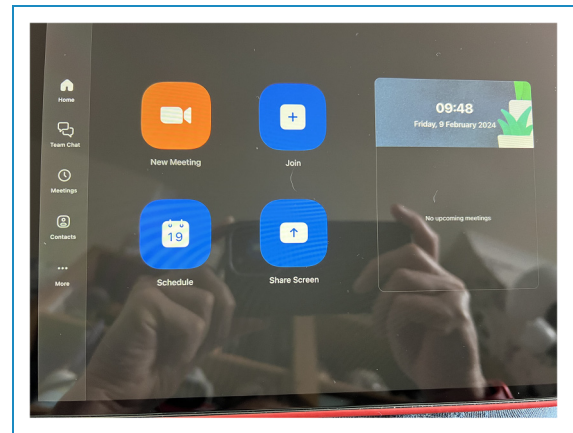 Home
Team Chat
Meetings
Contacts
More
New Meeting
Join
19
Schedule
Share Screen
09:48
Friday, 9 February 2024
No upcoming meetings